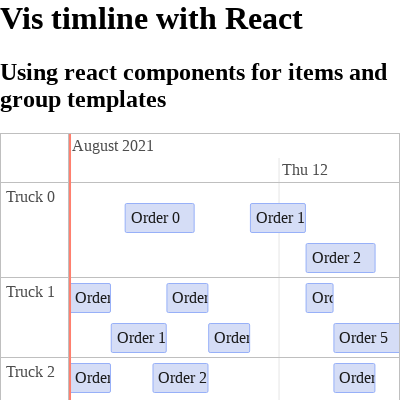 Vis timline with React
Using react components for items and
group templates
August 2021
Thu 12
Truck 0
Order 0
Order 1
Order 2
Truck 1
Order
Order
Ord
Order 1
Order
Order 5
Truck 2
Order
Order 2
Order